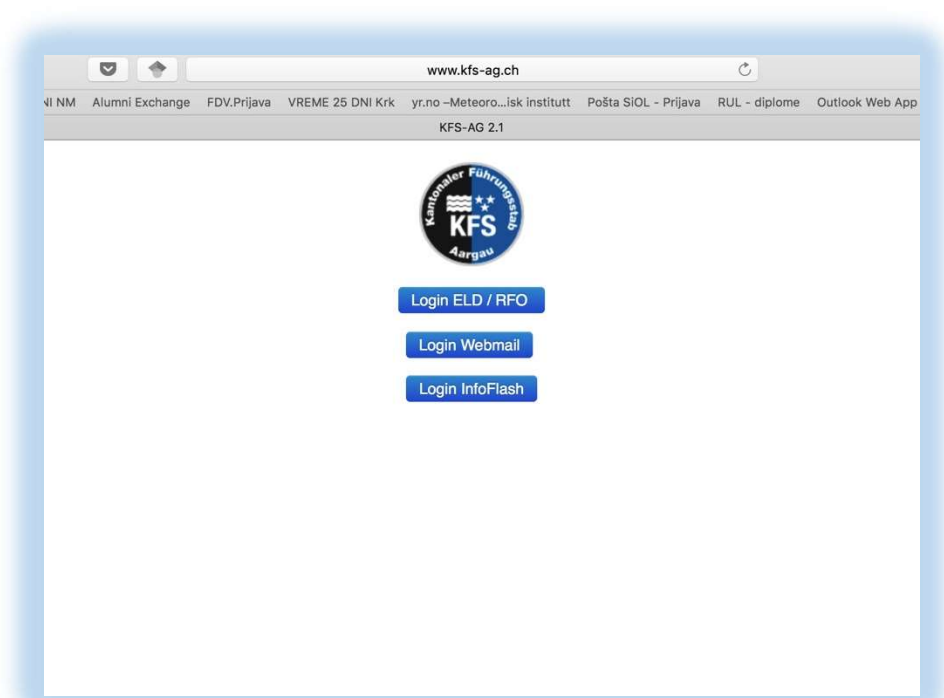 www.kfs-ag.ch
NI NM Alumni Exchange FDV.Prijava VREME 25 DNI Krk yr.no –Meteoro...isk institutt Pošta SiOL - Prijava RUL - diplome Outlook Web App
KFS-AG 2.1
Kantonaler Führungsstab
KFS
Aargau
Login ELD / RFO
Login Webmail
Login InfoFlash